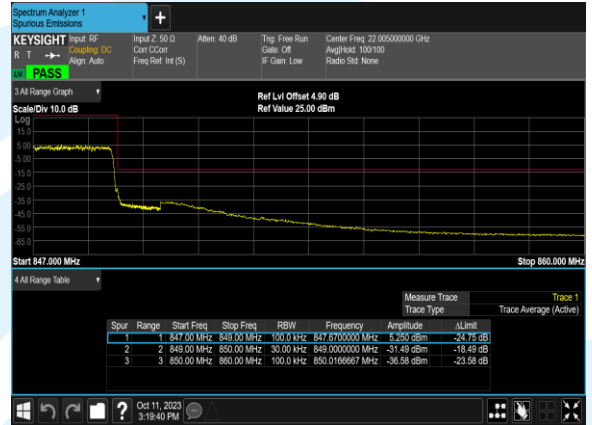 Spectrum Analyzer 1
Spurious Emissions
KEYSIGHT Input: RF Input Z: 50 Ω Atten: 40 dB Trig: Free Run Center Freq: 22.005000000 GHz
R T Coupling: DC Corr CCorr Gate: Off Avg|Hold: 100/100
Align: Auto Freq Ref: Int (S) IF Gain: Low Radio Std: None
PASS
3 All Range Graph
Ref Lvl Offset 4.90 dB
Scale/Div 10.0 dB Ref Value 25.00 dBm
Log
15.0
5.00
-5.00
-15.0
-25.0
-35.0
-45.0
-55.0
-65.0
Start 847.000 MHz Stop 860.000 MHz
4 All Range Table
Measure Trace Trace 1
Trace Type Trace Average (Active)
Spur Range Start Freq Stop Freq RBW Frequency Amplitude ΔLimit
1 1 847.00 MHz 849.00 MHz 100.0 kHz 847.6700000 MHz 5.250 dBm -24.75 dB
2 2 849.00 MHz 850.00 MHz 30.00 kHz 849.0000000 MHz -31.49 dBm -18.49 dB
3 3 850.00 MHz 860.00 MHz 100.0 kHz 850.0166667 MHz -36.58 dBm -23.58 dB
? Oct 11, 2023
3:19:40 PM